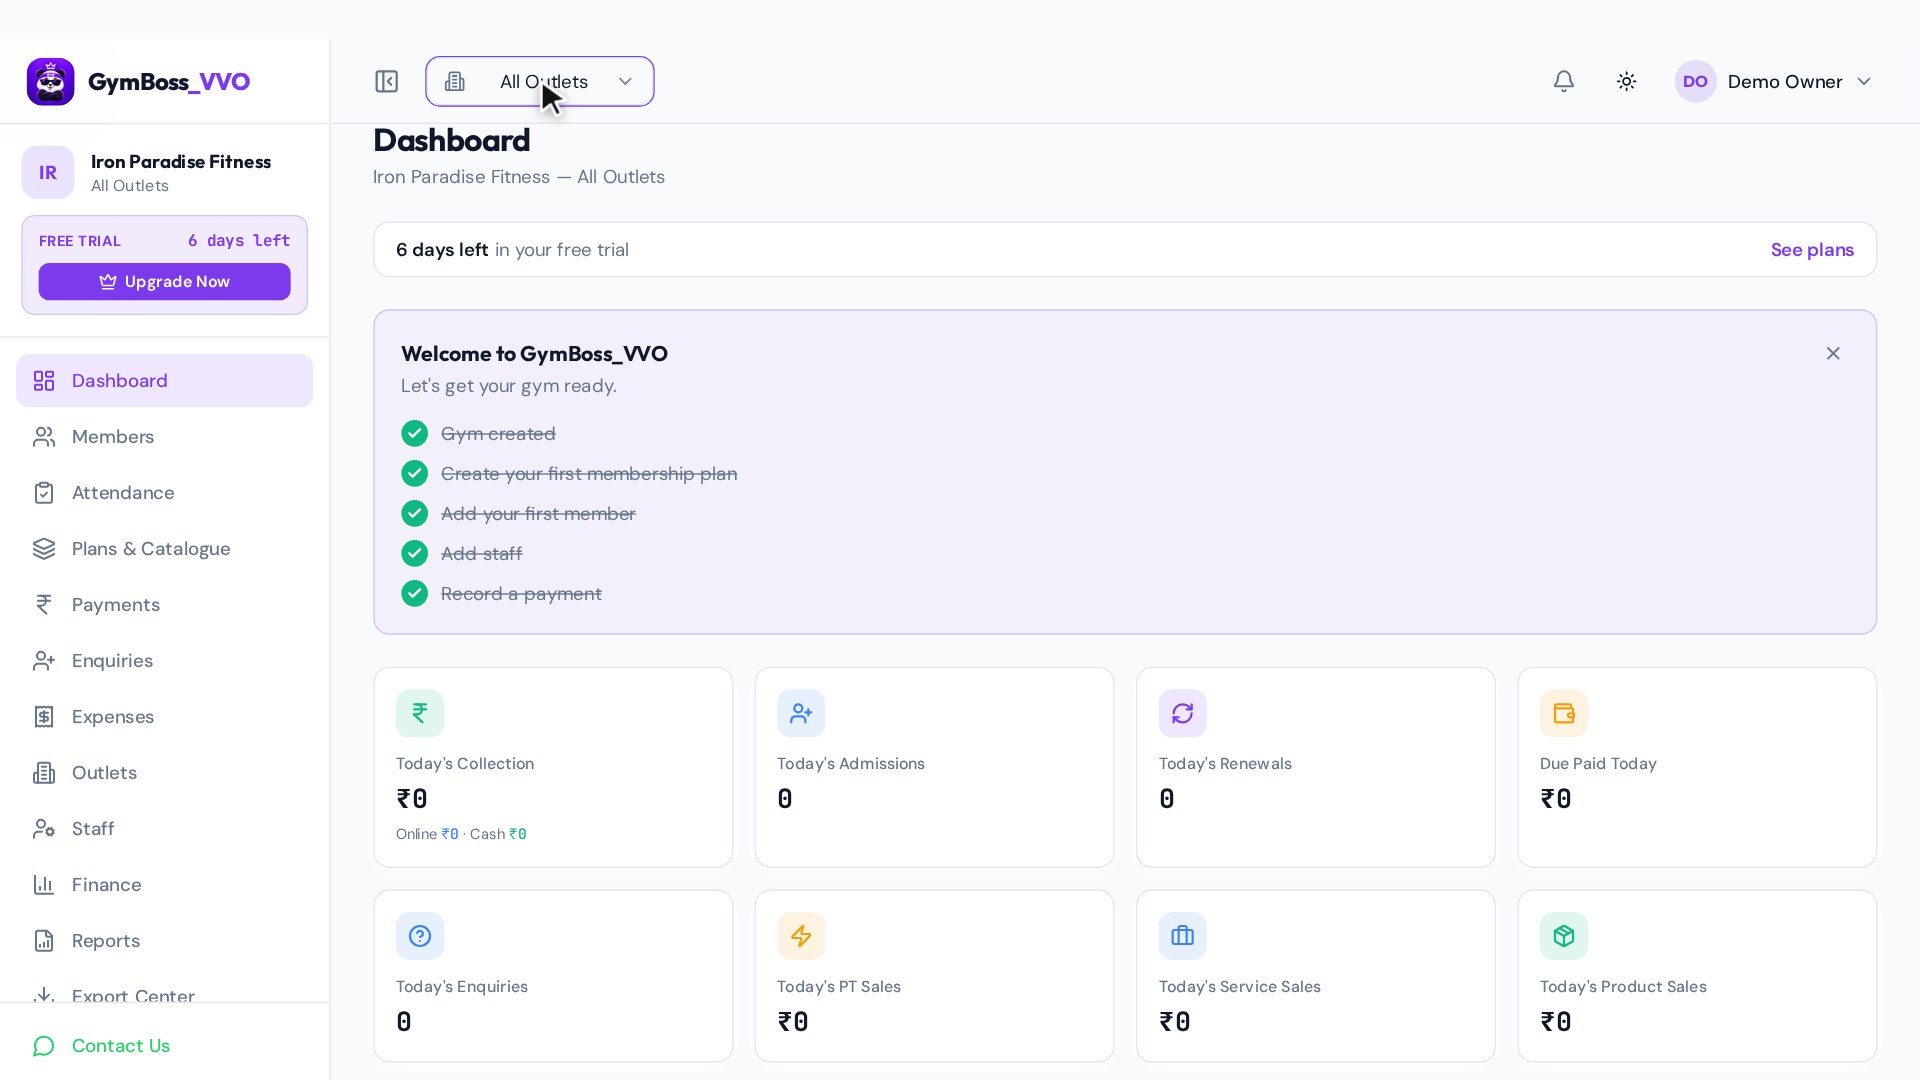 GymBoss_VVO
All Outlets
DO Demo Owner
IR
Iron Paradise Fitness
All Outlets
FREE TRIAL 6 days left
Upgrade Now
Dashboard
Members
Attendance
Plans & Catalogue
Payments
Enquiries
Expenses
Outlets
Staff
Finance
Reports
Export Center
Contact Us
Dashboard
Iron Paradise Fitness — All Outlets
6 days left in your free trial See plans
Welcome to GymBoss_VVO
Let's get your gym ready.
Gym created
Create your first membership plan
Add your first member
Add staff
Record a payment
Today's Collection
₹0
Online ₹0 · Cash ₹0
Today's Admissions
0
Today's Renewals
0
Due Paid Today
₹0
Today's Enquiries
0
Today's PT Sales
₹0
Today's Service Sales
₹0
Today's Product Sales
₹0